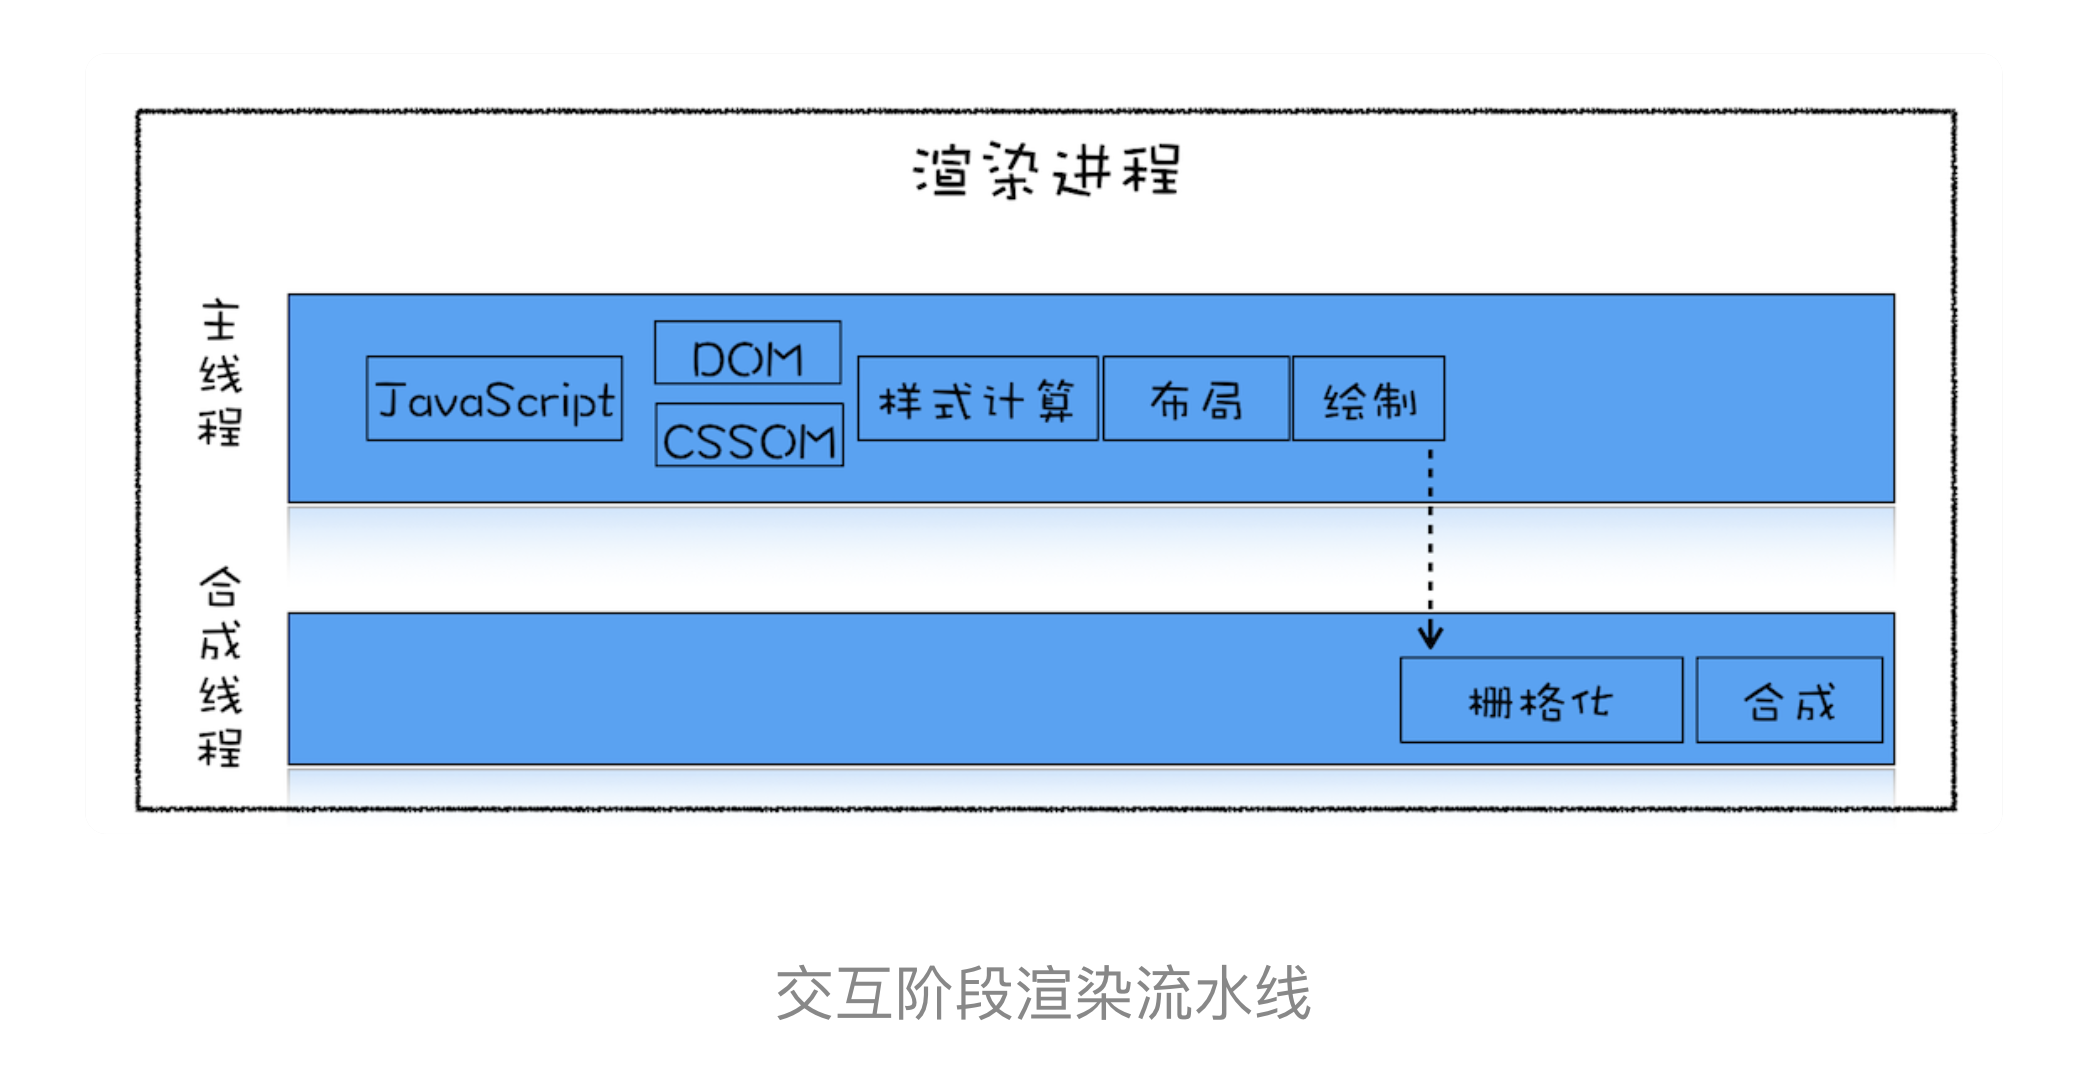 渲染进程
主线程
JavaScript
DOM
CSSOM
样式计算
布局
绘制
合成线程
栅格化
合成
交互阶段渲染流水线